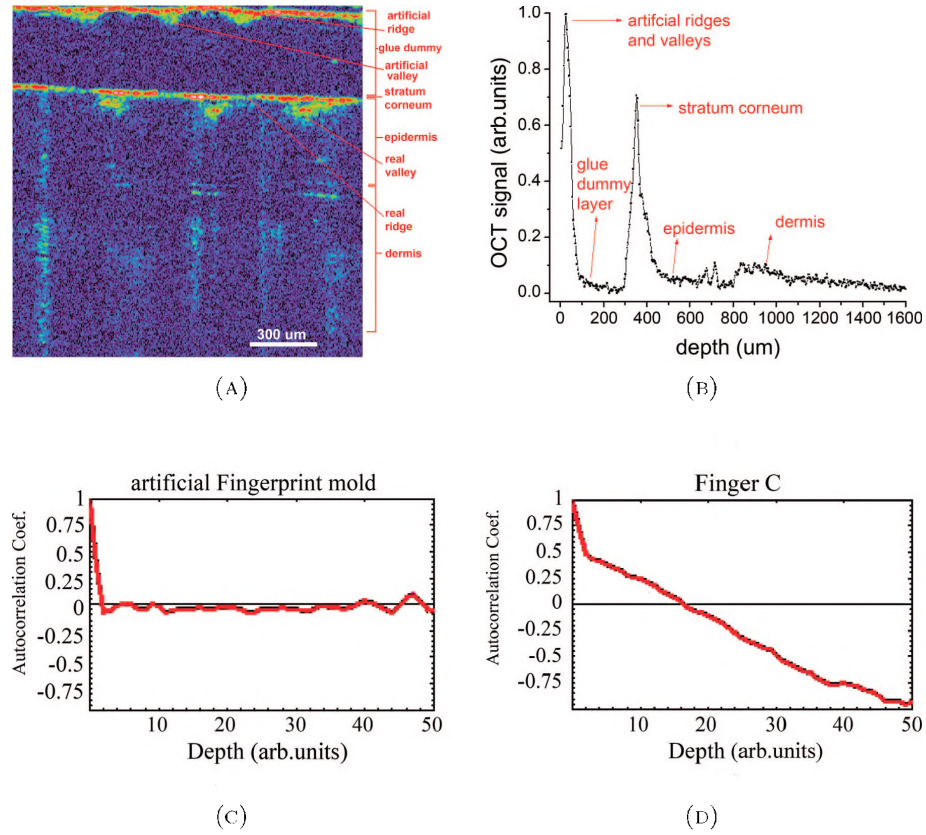 artificial
ridge
glue dummy
artificial
valley
stratum
corneum
epidermis
real
valley
real
ridge
dermis
300 um
(A)
1.0
0.8
0.6
0.4
0.2
0.0
OCT signal (arb.units)
artifcial ridges
and valleys
stratum corneum
glue
dummy
layer
epidermis
dermis
0 200 400 600 800 1000 1200 1400 1600
depth (um)
(B)
artificial Fingerprint mold
Autocorrelation Coef.
1
0.75
0.5
0.25
0
-0.25
-0.5
-0.75
10 20 30 40 50
Depth (arb.units)
(C)
Finger C
Autocorrelation Coef.
1
0.75
0.5
0.25
0
-0.25
-0.5
-0.75
10 20 30 40 50
Depth (arb.units)
(D)